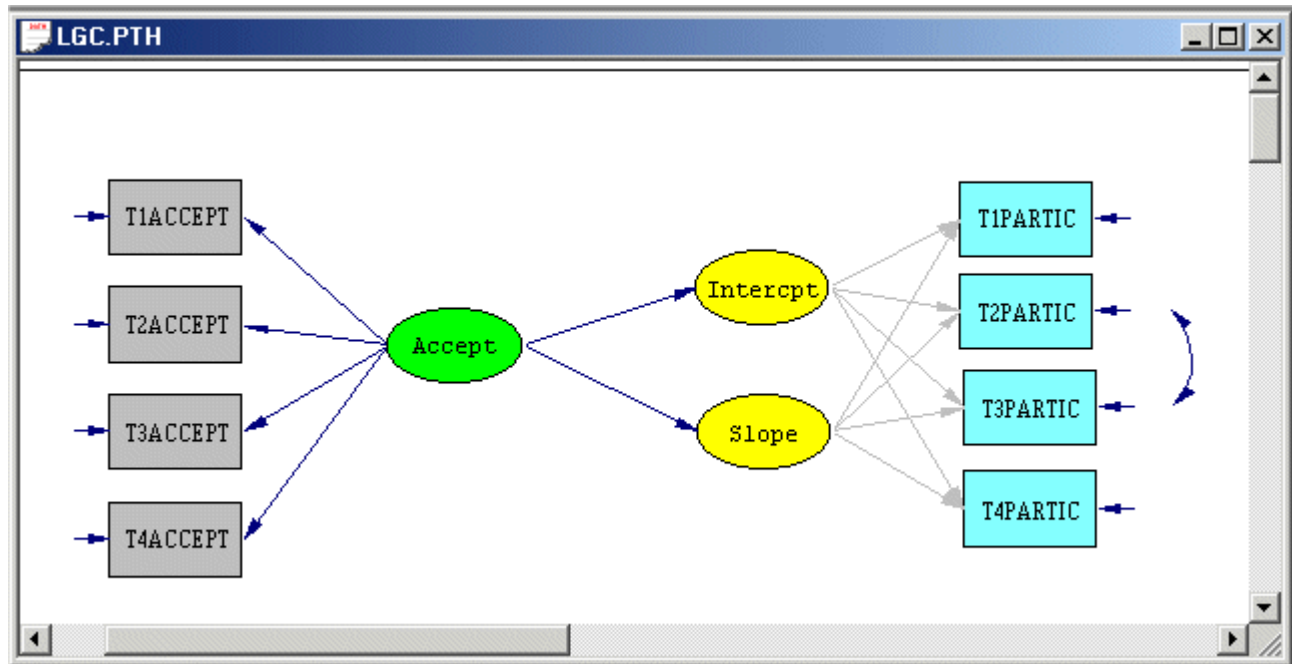 LGC.PTH
T1ACCEPT
T2ACCEPT
T3ACCEPT
T4ACCEPT
Accept
Intercpt
Slope
T1PARTIC
T2PARTIC
T3PARTIC
T4PARTIC